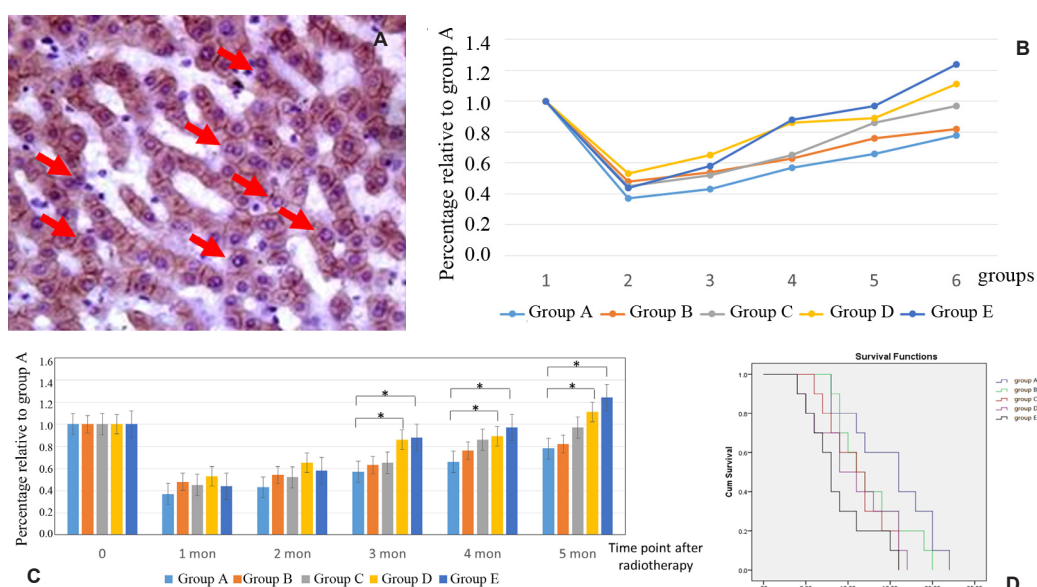 A
B
Percentage relative to group A
1.4
1.2
1.0
0.8
0.6
0.4
0.2
0.0
1 2 3 4 5 6 groups
Group A Group B Group C Group D Group E
Percentage relative to group A
1.6
1.4
1.2
1.0
0.8
0.6
0.4
0.2
0.0
* * * * * *
0 1 mon 2 mon 3 mon 4 mon 5 mon
Time point after
radiotherapy
C
Group A Group B Group C Group D Group E
Survival Functions
Cum Survival
1.0
0.8
0.6
0.4
0.2
0.0
group A
group B
group C
group D
group E
D